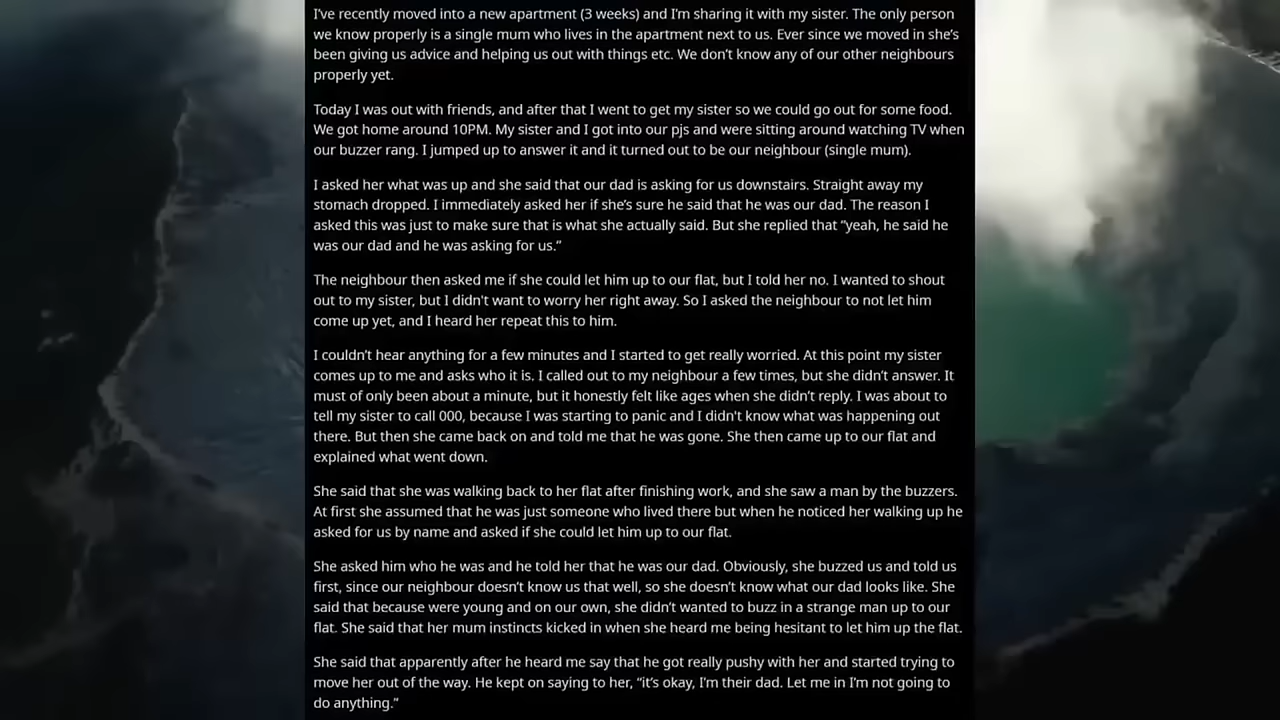 I've recently moved into a new apartment (3 weeks) and I'm sharing it with my sister. The only person
we know properly is a single mum who lives in the apartment next to us. Ever since we moved in she's
been giving us advice and helping us out with things etc. We don't know any of our other neighbours
properly yet.
Today I was out with friends, and after that I went to get my sister so we could go out for some food.
We got home around 10PM. My sister and I got into our pjs and were sitting around watching TV when
our buzzer rang. I jumped up to answer it and it turned out to be our neighbour (single mum).
I asked her what was up and she said that our dad is asking for us downstairs. Straight away my
stomach dropped. I immediately asked her if she's sure he said that he was our dad. The reason I
asked this was just to make sure that is what she actually said. But she replied that “yeah, he said he
was our dad and he was asking for us.”
The neighbour then asked me if she could let him up to our flat, but I told her no. I wanted to shout
out to my sister, but I didn't want to worry her right away. So I asked the neighbour to not let him
come up yet, and I heard her repeat this to him.
I couldn't hear anything for a few minutes and I started to get really worried. At this point my sister
comes up to me and asks who it is. I called out to my neighbour a few times, but she didn't answer. It
must of only been about a minute, but it honestly felt like ages when she didn't reply. I was about to
tell my sister to call 000, because I was starting to panic and I didn't know what was happening out
there. But then she came back on and told me that he was gone. She then came up to our flat and
explained what went down.
She said that she was walking back to her flat after finishing work, and she saw a man by the buzzers.
At first she assumed that he was just someone who lived there but when he noticed her walking up he
asked for us by name and asked if she could let him up to our flat.
She asked him who he was and he told her that he was our dad. Obviously, she buzzed us and told us
first, since our neighbour doesn't know us that well, so she doesn't know what our dad looks like. She
said that because were young and on our own, she didn't wanted to buzz in a strange man up to our
flat. She said that her mum instincts kicked in when she heard me being hesitant to let him up the flat.
She said that apparently after he heard me say that he got really pushy with her and started trying to
move her out of the way. He kept on saying to her, “it's okay, I'm their dad. Let me in I'm not going to
do anything.”